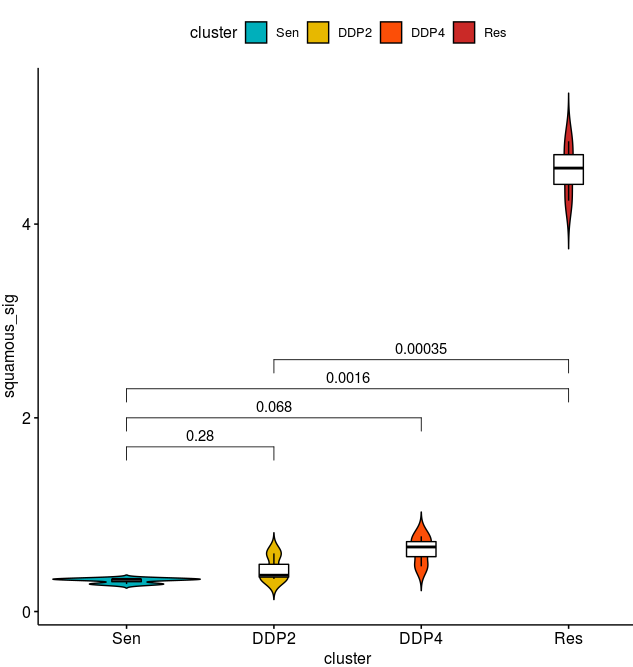 cluster Sen DDP2 DDP4 Res
squamous_sig
4
2
0
0.00035
0.0016
0.068
0.28
Sen DDP2 DDP4 Res
cluster